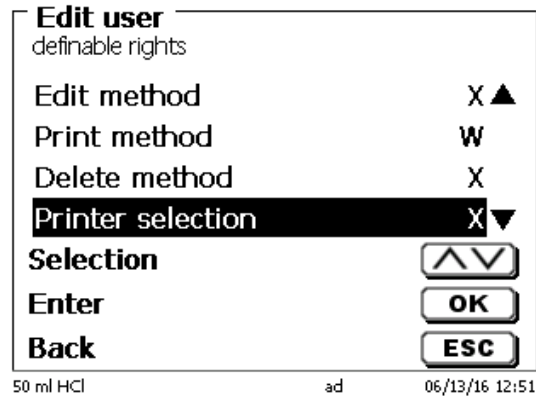 Edit user
definable rights
Edit method X
Print method W
Delete method X
Printer selection X
Selection
Enter OK
Back ESC
50 ml HCl ad 06/13/16 12:51